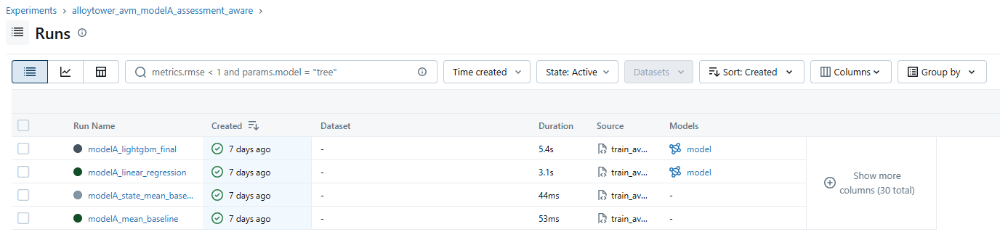 Experiments > alloytower_avm_modelA_assessment_aware >
Runs
metrics.rmse < 1 and params.model = "tree" Time created State: Active Datasets Sort: Created Columns Group by
Run Name Created Dataset Duration Source Models
modelA_lightgbm_final 7 days ago - 5.4s train_av... model
modelA_linear_regression 7 days ago - 3.1s train_av... model
modelA_state_mean_base... 7 days ago - 44ms train_av... -
modelA_mean_baseline 7 days ago - 53ms train_av... -
Show more
columns (30 total)